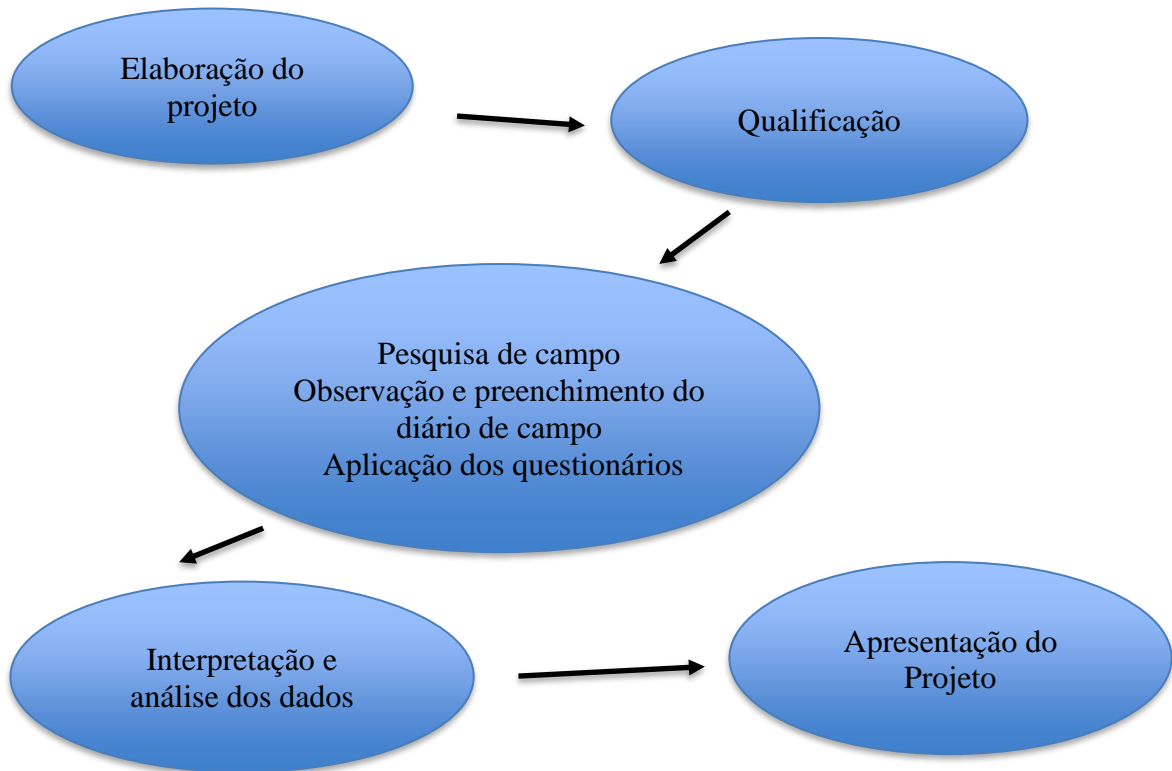 Elaboração do
projeto
Qualificação
Pesquisa de campo
Observação e preenchimento do
diário de campo
Aplicação dos questionários
Interpretação e
análise dos dados
Apresentação do
Projeto